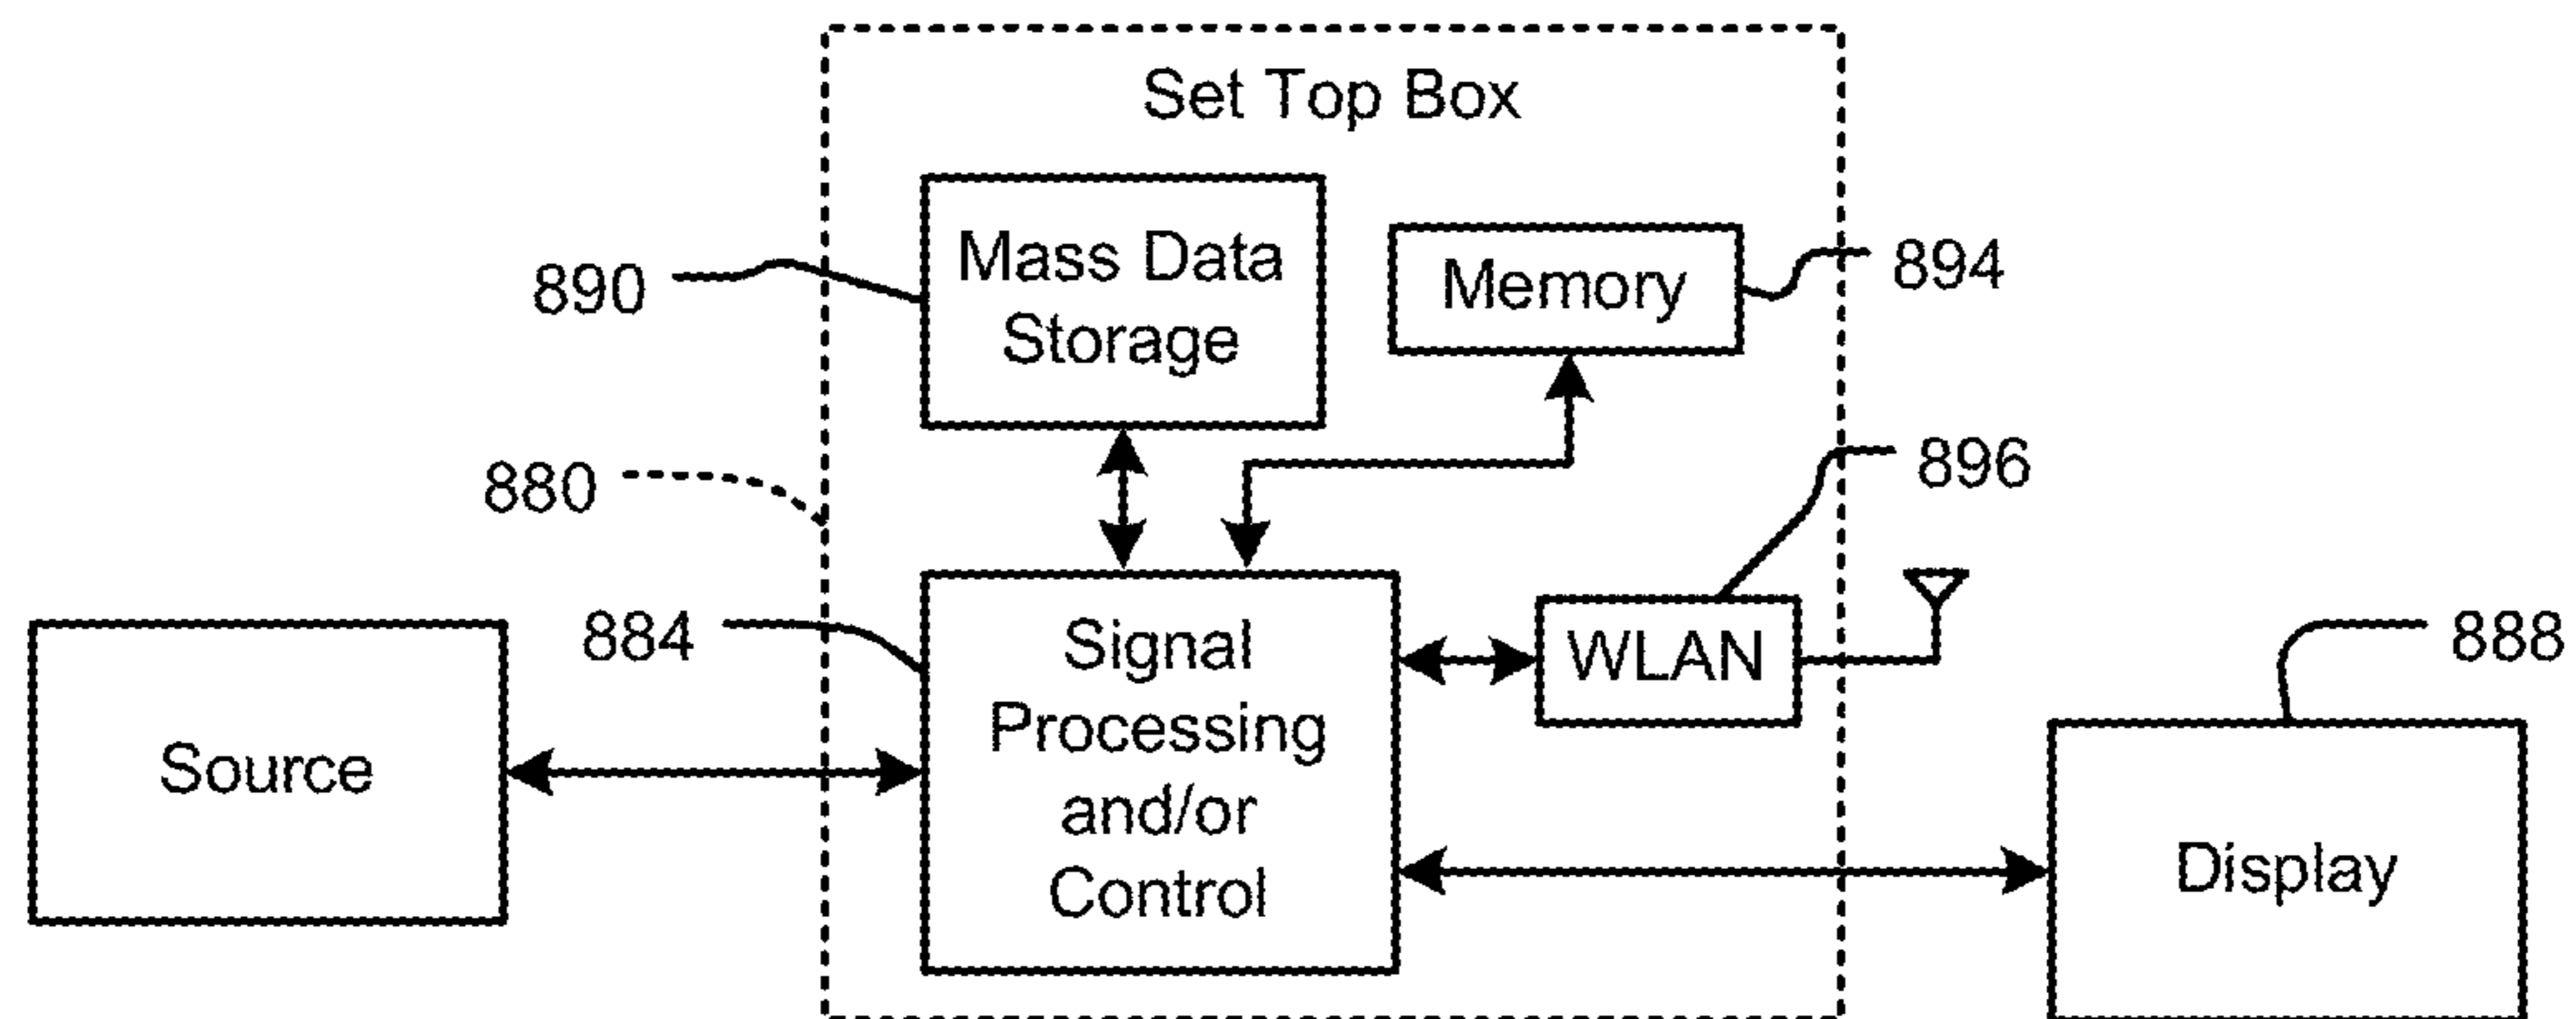 Set Top Box
Mass Data
Storage
Memory
890
894
880
896
884
Signal
Processing
and/or
Control
WLAN
888
Source
Display